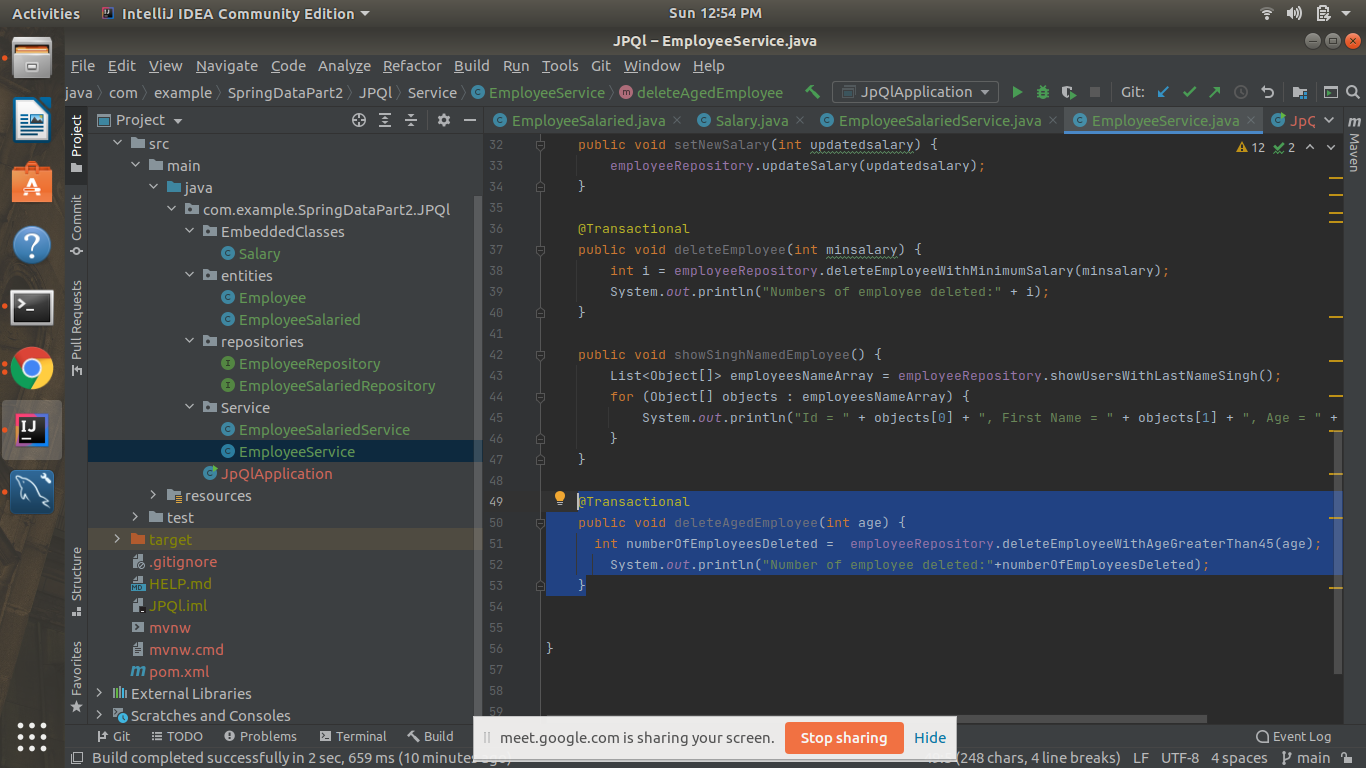 Activities IntelliJ IDEA Community Edition Sun 12:54 PM
JPQl – EmployeeService.java
File Edit View Navigate Code Analyze Refactor Build Run Tools Git Window Help
java com example SpringDataPart2 JPQl Service EmployeeService deleteAgedEmployee JpQlApplication Git:
Project EmployeeSalaried.java Salary.java EmployeeSalariedService.java EmployeeService.java JpQ
Project
Commit
Pull Requests
Structure
Favorites
Maven
src
main
java
com.example.SpringDataPart2.JPQl
EmbeddedClasses
Salary
entities
Employee
EmployeeSalaried
repositories
EmployeeRepository
EmployeeSalariedRepository
Service
EmployeeSalariedService
EmployeeService
JpQlApplication
resources
test
target
.gitignore
HELP.md
JPQl.iml
mvnw
mvnw.cmd
pom.xml
External Libraries
Scratches and Consoles
12 2
32 public void setNewSalary(int updatedsalary) {
33 employeeRepository.updateSalary(updatedsalary);
34 }
35
36 @Transactional
37 public void deleteEmployee(int minsalary) {
38 int i = employeeRepository.deleteEmployeeWithMinimumSalary(minsalary);
39 System.out.println("Numbers of employee deleted:" + i);
40 }
41
42 public void showSinghNamedEmployee() {
43 List<Object[]> employeesNameArray = employeeRepository.showUsersWithLastNameSingh();
44 for (Object[] objects : employeesNameArray) {
45 System.out.println("Id = " + objects[0] + ", First Name = " + objects[1] + ", Age = " +
46 }
47 }
48
49 @Transactional
50 public void deleteAgedEmployee(int age) {
51 int numberOfEmployeesDeleted = employeeRepository.deleteEmployeeWithAgeGreaterThan45(age);
52 System.out.println("Number of employee deleted:"+numberOfEmployeesDeleted);
53 }
54
55
56 }
57
58
59
meet.google.com is sharing your screen. Stop sharing Hide
Git TODO Problems Terminal Build Event Log
Build completed successfully in 2 sec, 659 ms (10 minutes ago) (248 chars, 4 line breaks) LF UTF-8 4 spaces main